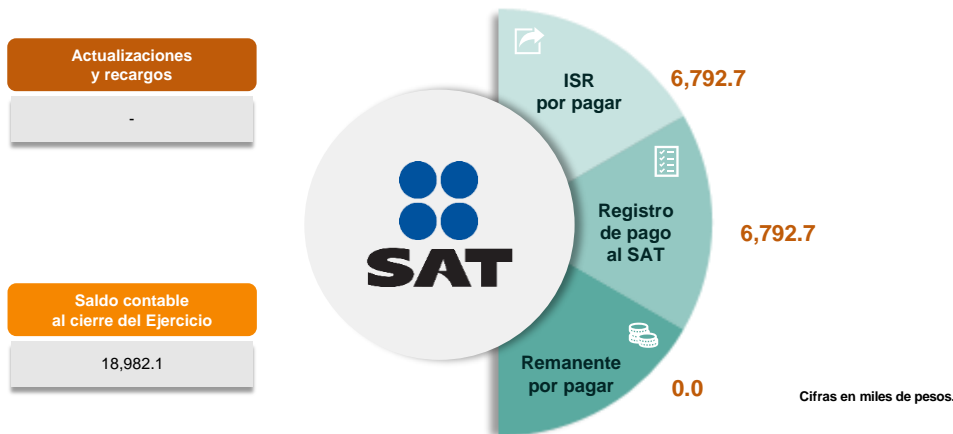 Actualizaciones
y recargos
-
Saldo contable
al cierre del Ejercicio
18,982.1
SAT
ISR
por pagar
6,792.7
Registro
de pago
al SAT
6,792.7
Remanente
por pagar
0.0
Cifras en miles de pesos.